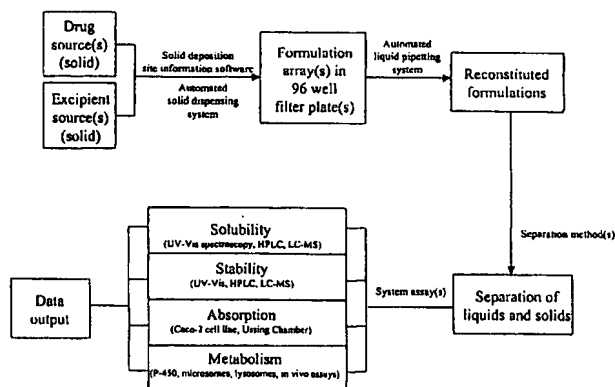 Drug
source(s)
(solid)
Excipient
source(s)
(solid)
Solid deposition
site information software
Automated
solid dispensing
system
Formulation
array(s) in
96 well
filter plate(s)
Automated
liquid pipetting
system
Reconstituted
formulations
Separation method(s)
Separation of
liquids and solids
System assay(s)
Solubility
(UV-Vis spectroscopy, HPLC, LC-MS)
Stability
(UV-Vis, HPLC, LC-MS)
Absorption
(Caco-2 cell line, Ussing Chamber)
Metabolism
(P-450, microsomes, lysosomes, in vivo assays)
Data
output